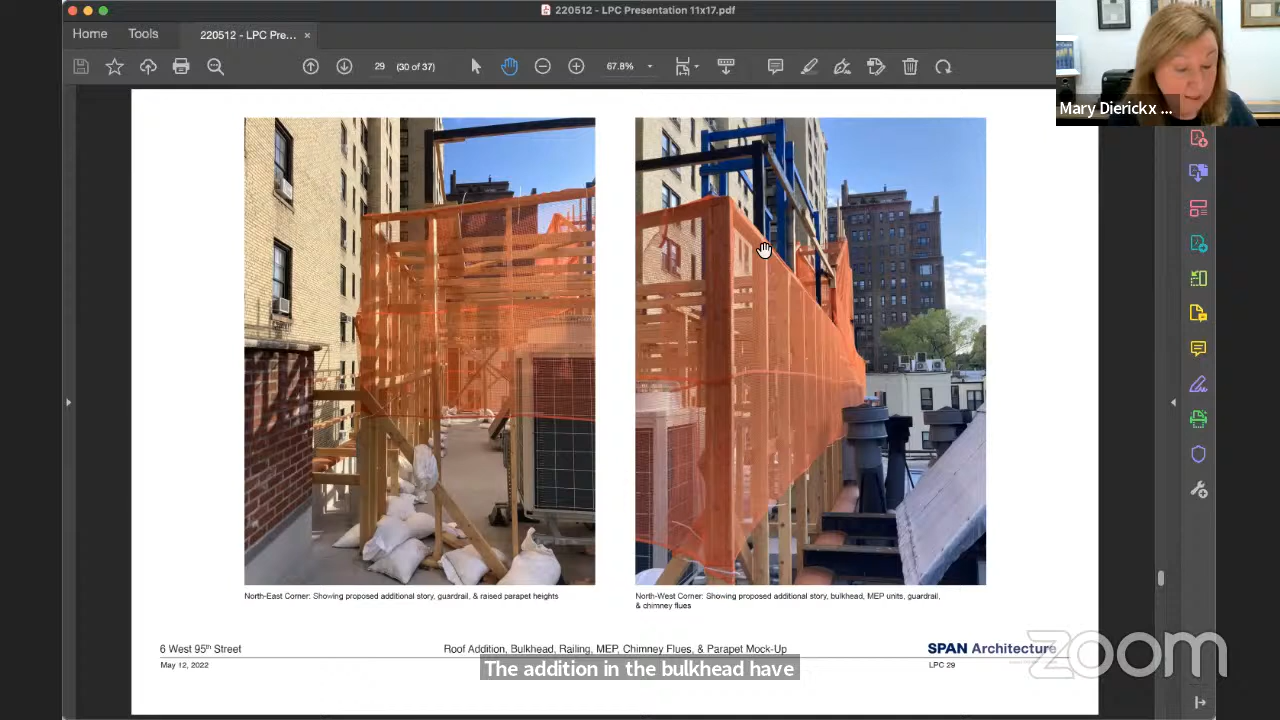 220512 - LPC Presentation 11x17.pdf
Home
Tools
220512 - LPC Pre...
×
29
(30 of 37)
67.8%
Mary Dierickx ...
North-East Corner: Showing proposed additional story, guardrail, & raised parapet heights
North-West Corner: Showing proposed additional story, bulkhead, MEP units, guardrail,
& chimney flues
6 West 95th Street
Roof Addition, Bulkhead, Railing, MEP, Chimney Flues, & Parapet Mock-Up
SPAN Architecture
May 12, 2022
LPC 29
The addition in the bulkhead have
zoom